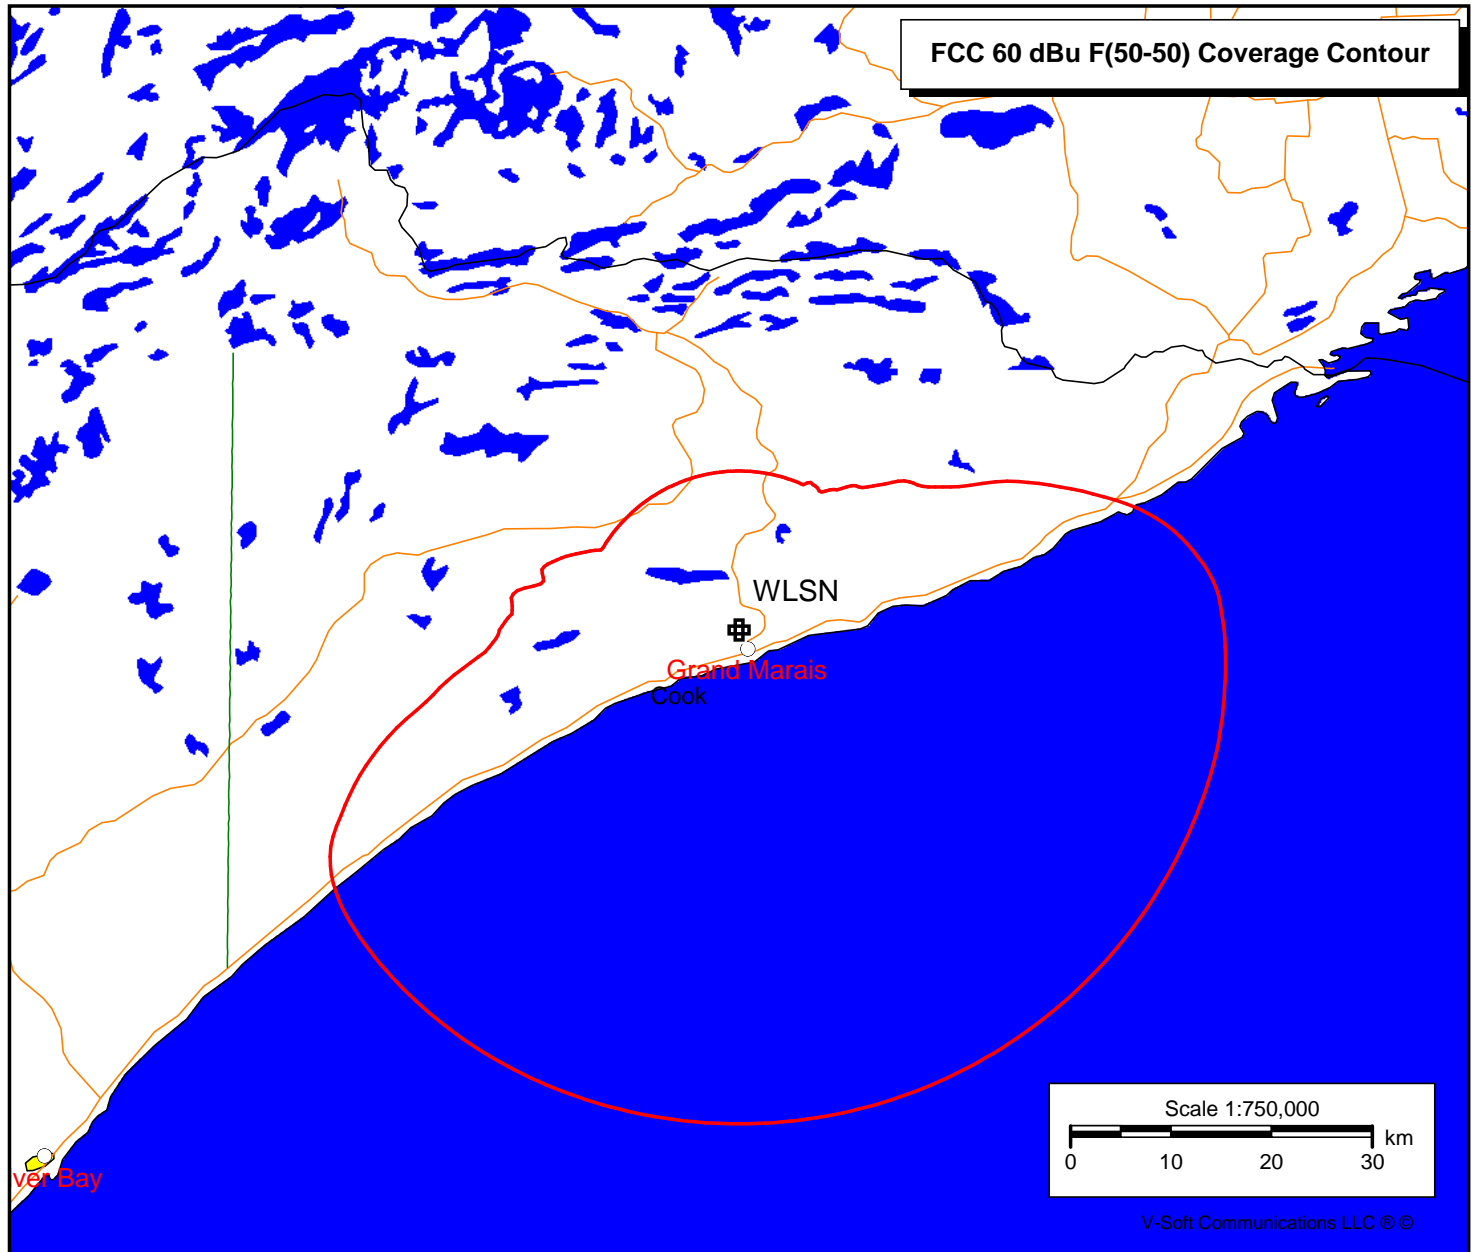 FCC 60 dBu F(50-50) Coverage Contour
WLSN
Grand Marais
Cook
Scale 1:750,000
km
0 10 20 30
ver Bay
V-Soft Communications LLC ® ©